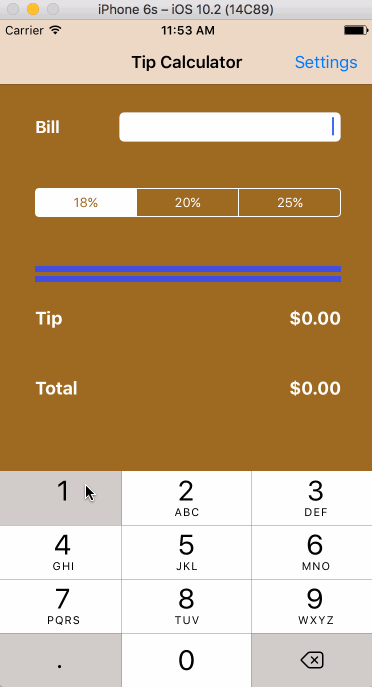 iPhone 6s – iOS 10.2 (14C89)
Carrier 11:53 AM
Tip Calculator Settings
Bill
18% 20% 25%
Tip $0.00
Total $0.00
1 2 3
ABC DEF
4 5 6
GHI JKL MNO
7 8 9
PQRS TUV WXYZ
. 0